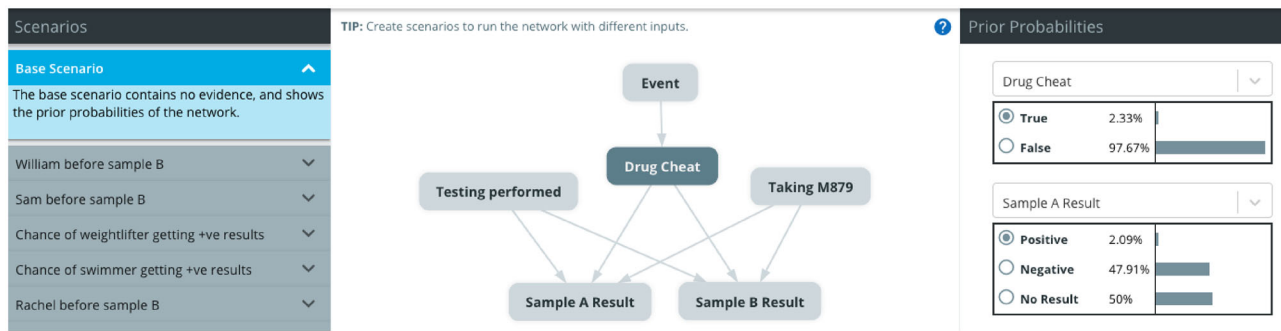 Scenarios
TIP: Create scenarios to run the network with different inputs.
?
Prior Probabilities
Base Scenario
The base scenario contains no evidence, and shows
the prior probabilities of the network.
William before sample B
Sam before sample B
Chance of weightlifter getting +ve results
Chance of swimmer getting +ve results
Rachel before sample B
Event
Drug Cheat
Testing performed
Taking M879
Sample A Result
Sample B Result
Drug Cheat
True 2.33%
False 97.67%
Sample A Result
Positive 2.09%
Negative 47.91%
No Result 50%